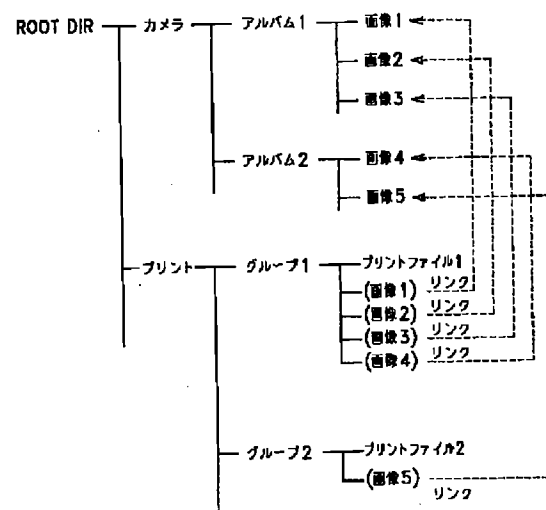 ROOT DIR カメラ アルバム1 画像1
画像2
画像3
アルバム2 画像4
画像5
プリント グループ1 プリントファイル1
(画像1) リンク
(画像2) リンク
(画像3) リンク
(画像4) リンク
グループ2 プリントファイル2
(画像5)
リンク